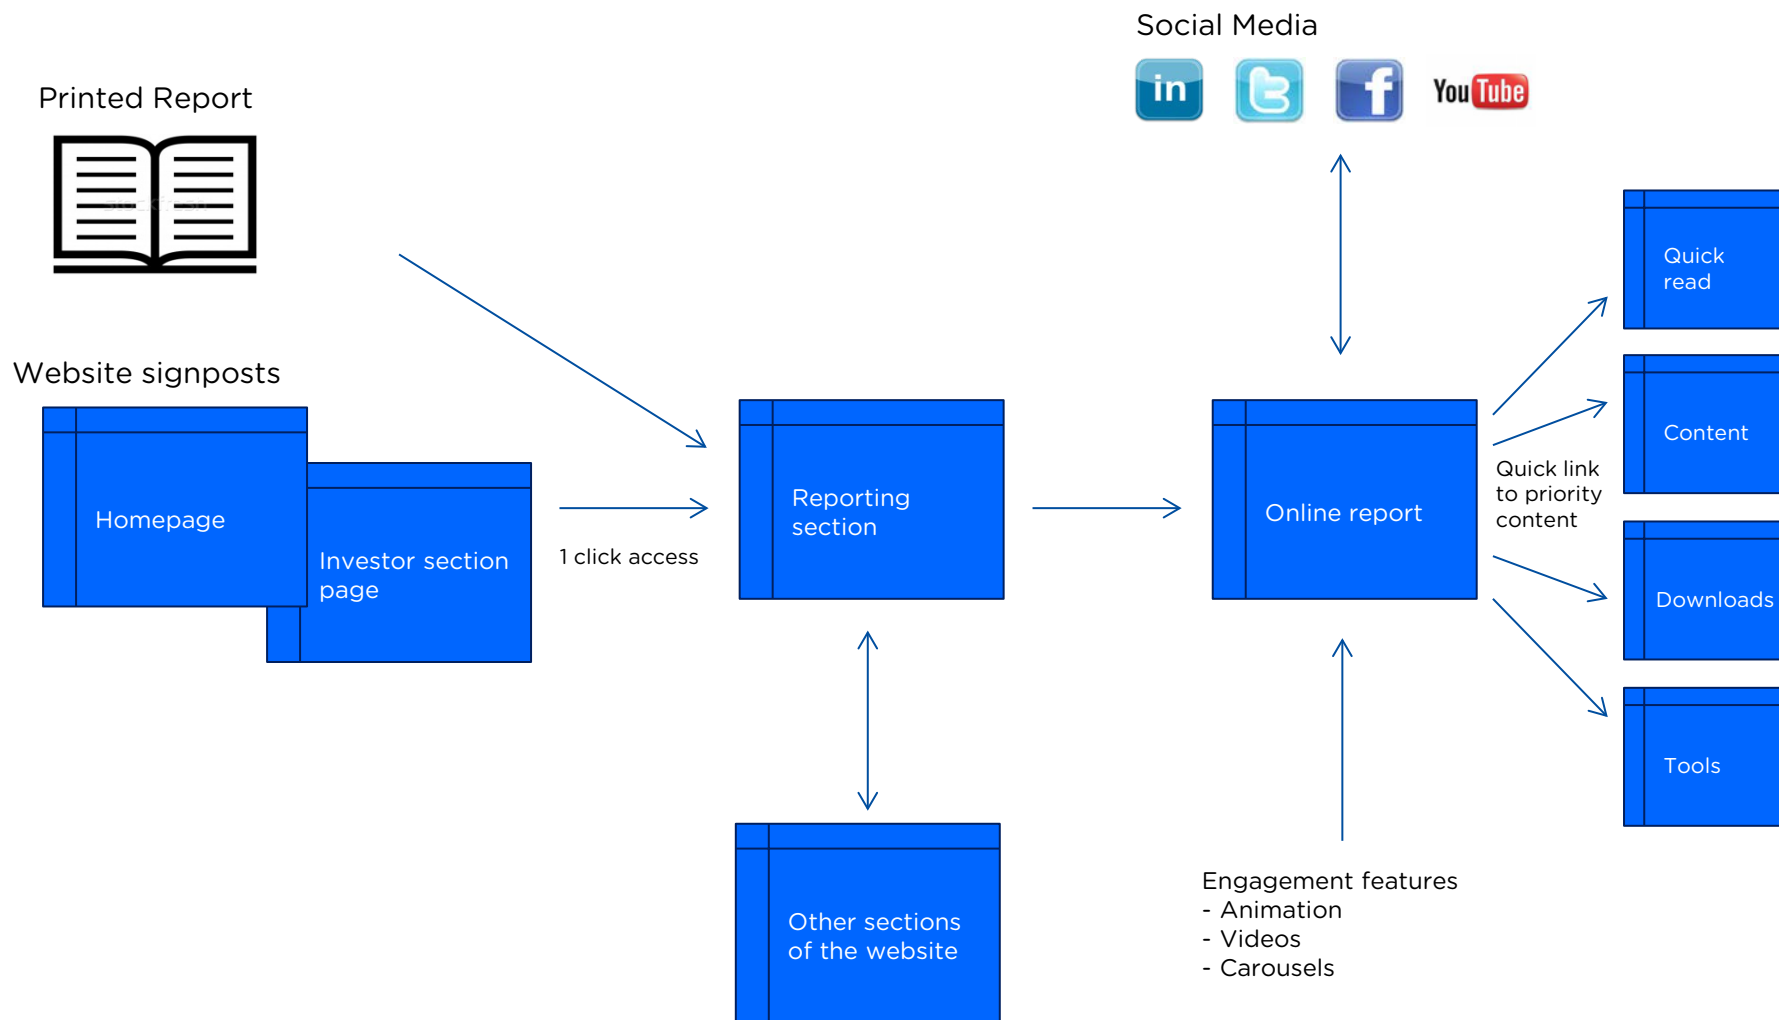 Social Media
in
f
You Tube
Printed Report
Website signposts
Homepage
Investor section
page
1 click access
Reporting
section
Online report
Quick link
to priority
content
Quick
read
Content
Downloads
Tools
Other sections
of the website
Engagement features
- Animation
- Videos
- Carousels